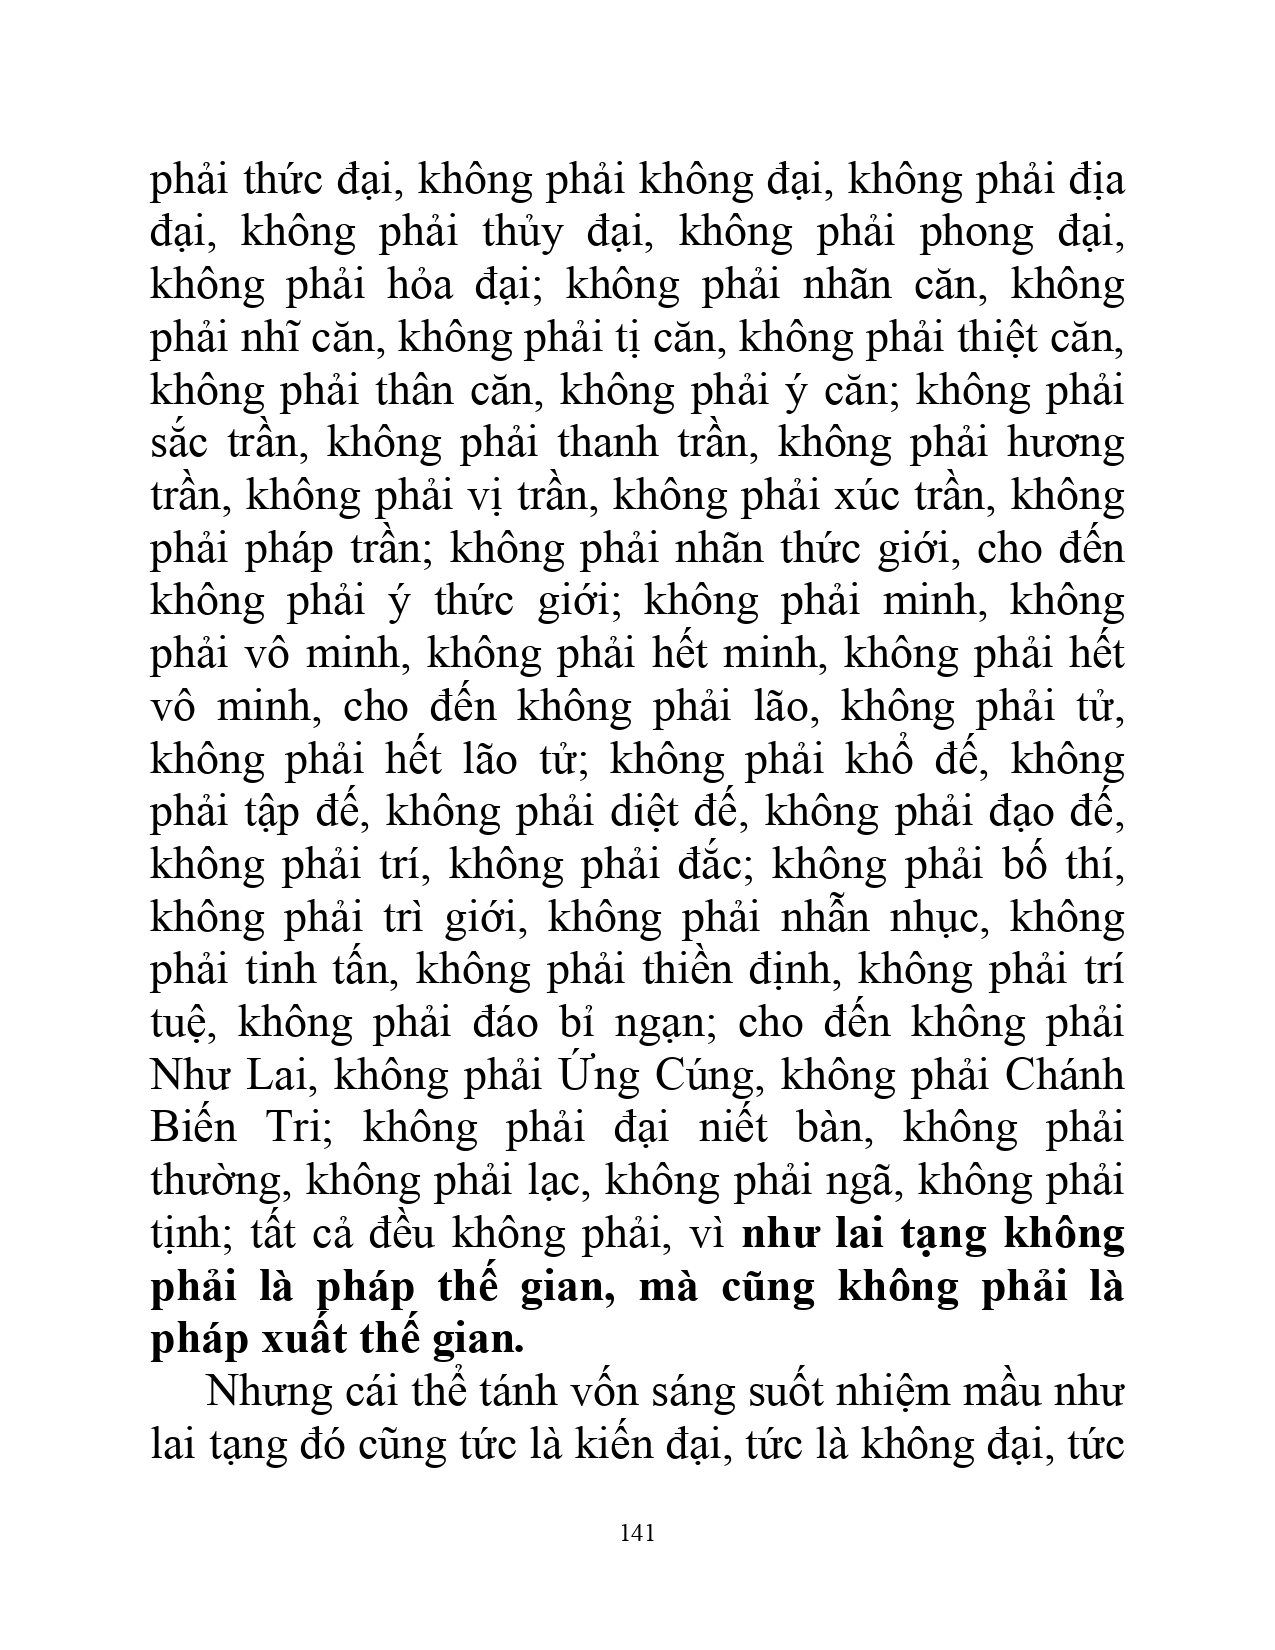 phải thức đại, không phải không đại, không phải địa
đại, không phải thủy đại, không phải phong đại,
không phải hỏa đại; không phải nhãn căn, không
phải nhĩ căn, không phải tị căn, không phải thiệt căn,
không phải thân căn, không phải ý căn; không phải
sắc trần, không phải thanh trần, không phải hương
trần, không phải vị trần, không phải xúc trần, không
phải pháp trần; không phải nhãn thức giới, cho đến
không phải ý thức giới; không phải minh, không
phải vô minh, không phải hết minh, không phải hết
vô minh, cho đến không phải lão, không phải tử,
không phải hết lão tử; không phải khổ đế, không
phải tập đế, không phải diệt đế, không phải đạo đế,
không phải trí, không phải đắc; không phải bố thí,
không phải trì giới, không phải nhẫn nhục, không
phải tinh tấn, không phải thiền định, không phải trí
tuệ, không phải đáo bỉ ngạn; cho đến không phải
Như Lai, không phải Ứng Cúng, không phải Chánh
Biến Tri; không phải đại niết bàn, không phải
thường, không phải lạc, không phải ngã, không phải
tịnh; tất cả đều không phải, vì như lai tạng không
phải là pháp thế gian, mà cũng không phải là
pháp xuất thế gian.
Nhưng cái thể tánh vốn sáng suốt nhiệm mầu như
lai tạng đó cũng tức là kiến đại, tức là không đại, tức
141